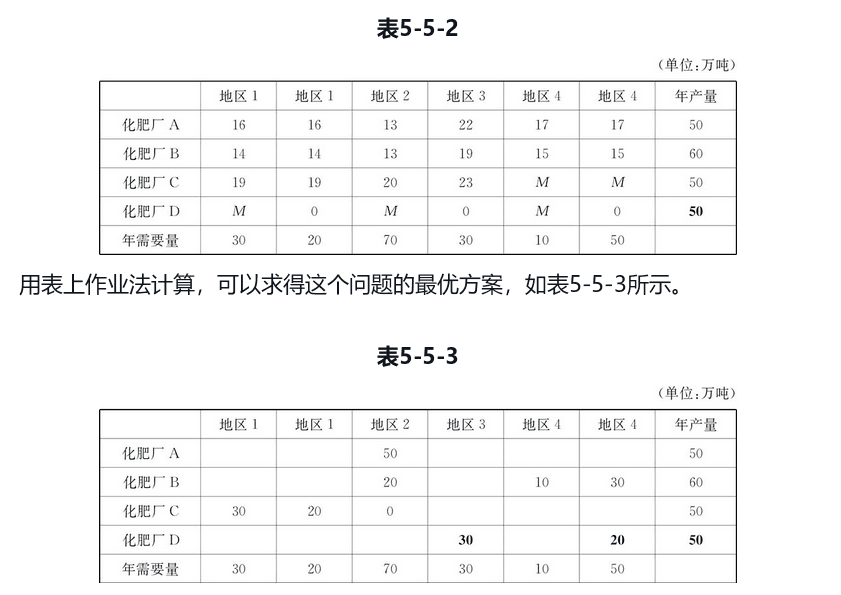 表5-5-2
（单位:万吨）
地区 1 地区 1 地区 2 地区 3 地区 4 地区 4 年产量
化肥厂 A 16 16 13 22 17 17 50
化肥厂 B 14 14 13 19 15 15 60
化肥厂 C 19 19 20 23 M M 50
化肥厂 D M 0 M 0 M 0 50
年需要量 30 20 70 30 10 50
用表上作业法计算，可以求得这个问题的最优方案，如表5-5-3所示。
表5-5-3
（单位:万吨）
地区 1 地区 1 地区 2 地区 3 地区 4 地区 4 年产量
化肥厂 A 50 50
化肥厂 B 20 10 30 60
化肥厂 C 30 20 0 50
化肥厂 D 30 20 50
年需要量 30 20 70 30 10 50